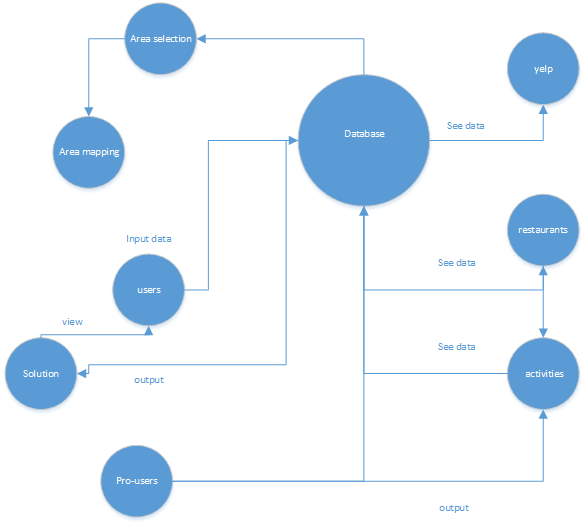 Area selection
yelp
Database
See data
Area mapping
restaurants
Input data
See data
users
view
See data
Solution
output
activities
Pro-users
output